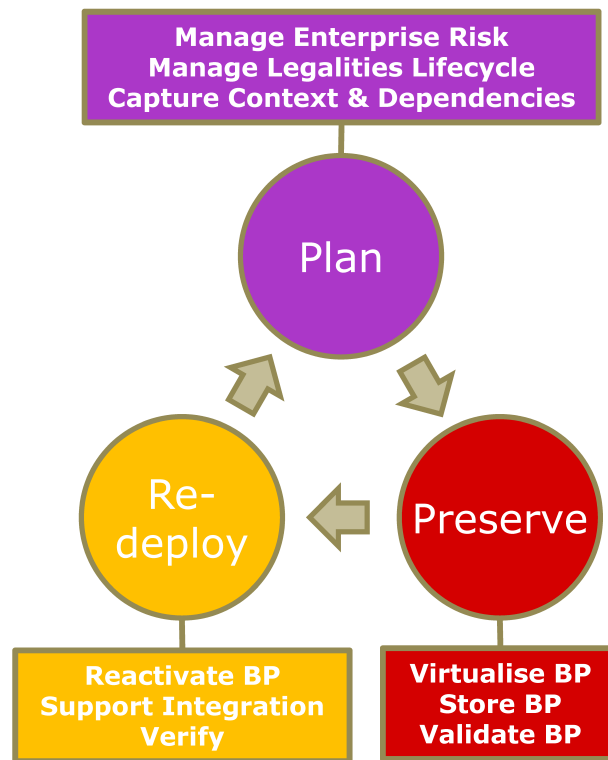 Manage Enterprise Risk
Manage Legalities Lifecycle
Capture Context & Dependencies
Plan
Re-
deploy
Preserve
Reactivate BP
Support Integration
Verify
Virtualise BP
Store BP
Validate BP